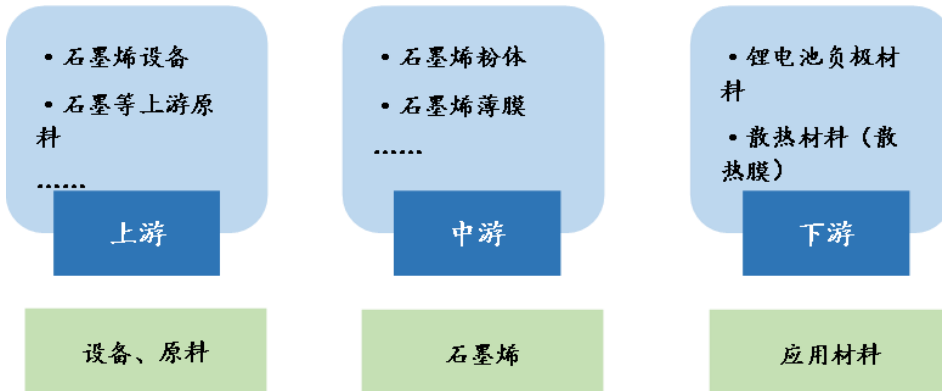 • 石墨烯设备
• 石墨等上游原
料
……
上游
设备、原料
• 石墨烯粉体
• 石墨烯薄膜
……
中游
石墨烯
• 锂电池负极材
料
• 散热材料（散
热膜）
下游
应用材料